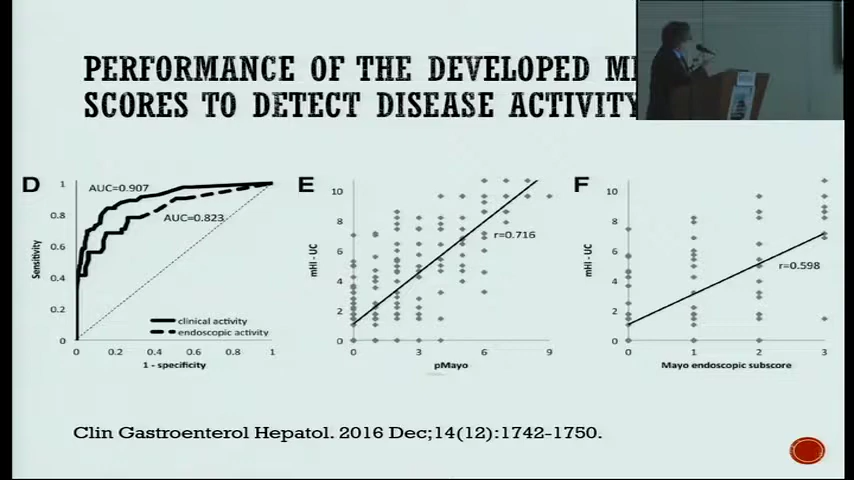 PERFORMANCE OF THE DEVELOPED
SCORES TO DETECT DISEASE ACTIVITY
D
1
0.8
0.6
0.4
0.2
0
Sensitivity
AUC=0.907
AUC=0.823
clinical activity
endoscopic activity
0 0.2 0.4 0.6 0.8 1
1 - specificity
E
10
8
6
4
2
0
mHI - UC
r=0.716
0 3 6 9
pMayo
F
10
8
6
4
2
0
mHI - UC
r=0.598
0 1 2 3
Mayo endoscopic subscore
Clin Gastroenterol Hepatol. 2016 Dec;14(12):1742-1750.